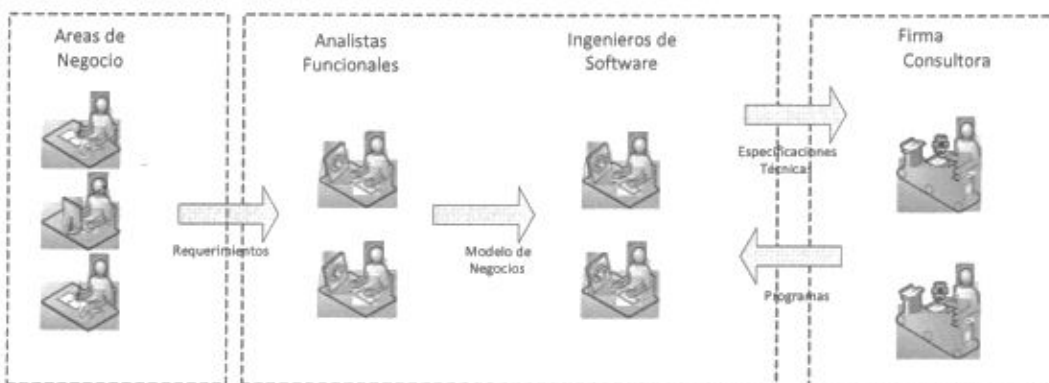 Areas de
Negocio
Analistas
Funcionales
Ingenieros de
Software
Firma
Consultora
Requerimientos
Modelo de
Negocios
Especificaciones
Técnicas
Programas